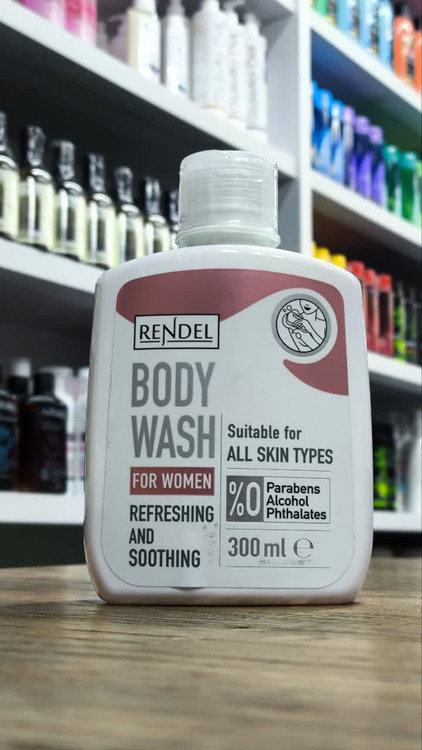 RENDEL
BODY
WASH
FOR WOMEN
REFRESHING
AND
SOOTHING
Suitable for
ALL SKIN TYPES
%0
Parabens
Alcohol
Phthalates
300 ml ℮